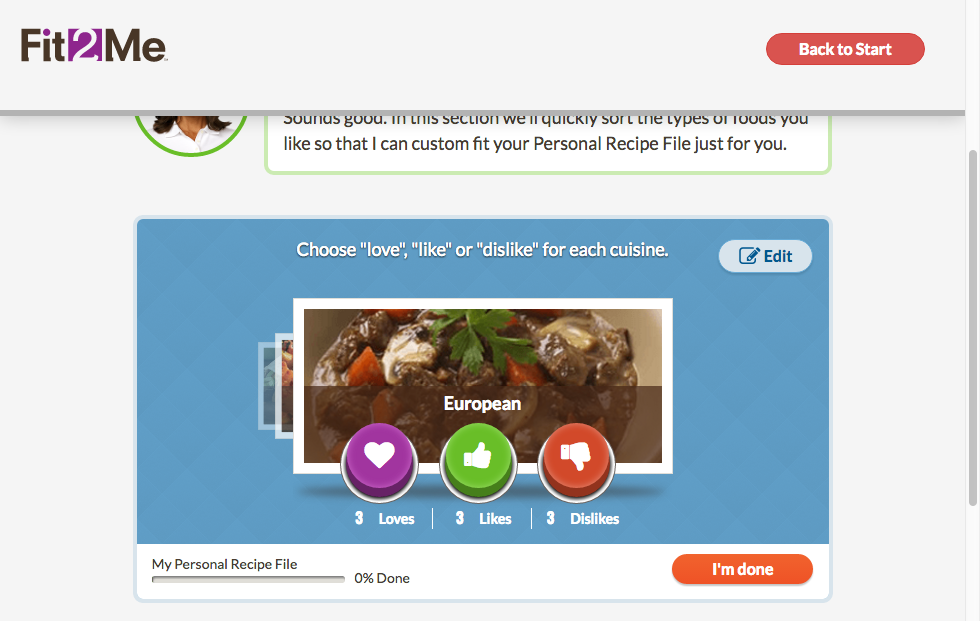 Fit2Me
Back to Start
Sounds good. In this section we'll quickly sort the types of foods you
like so that I can custom fit your Personal Recipe File just for you.
Choose "love", "like" or "dislike" for each cuisine.
Edit
European
3 Loves
3 Likes
3 Dislikes
My Personal Recipe File
0% Done
I'm done